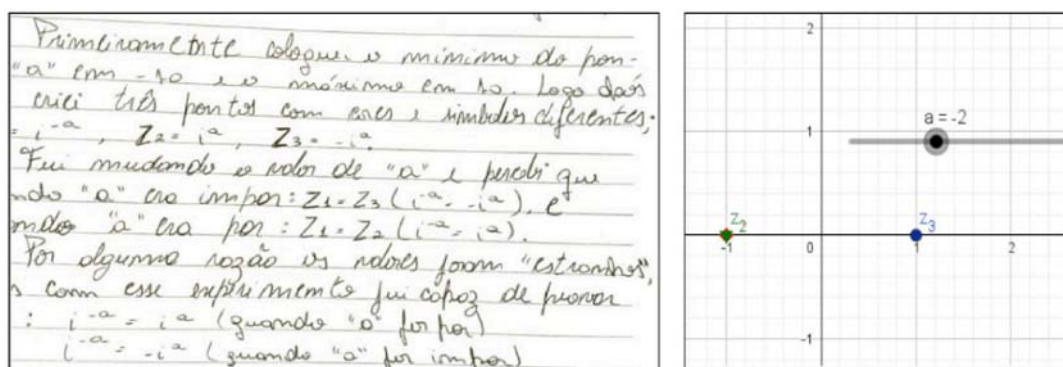 Primeiramente coloquei o mínimo do pon-
"a" em -10 e o máximo em 10. Logo após
criei três pontos com cores e símbolos diferentes;
= i^-a, Z2 = i^a, Z3 = -i^a.
Fui mudando o valor de "a" e percebi que
ndo "a" era impar: Z1 = Z3 (i^-a = -i^a), e
ando "a" era par: Z1 = Z2 (i^-a = i^a).
Por alguma razão os valores foram "estranhos",
s com esse experimento fui capaz de provar
: i^-a = i^a (quando "a" for par)
i^-a = -i^a (quando "a" for impar)
2
1
a = -2
z2
z3
-1 0 1 2
-1